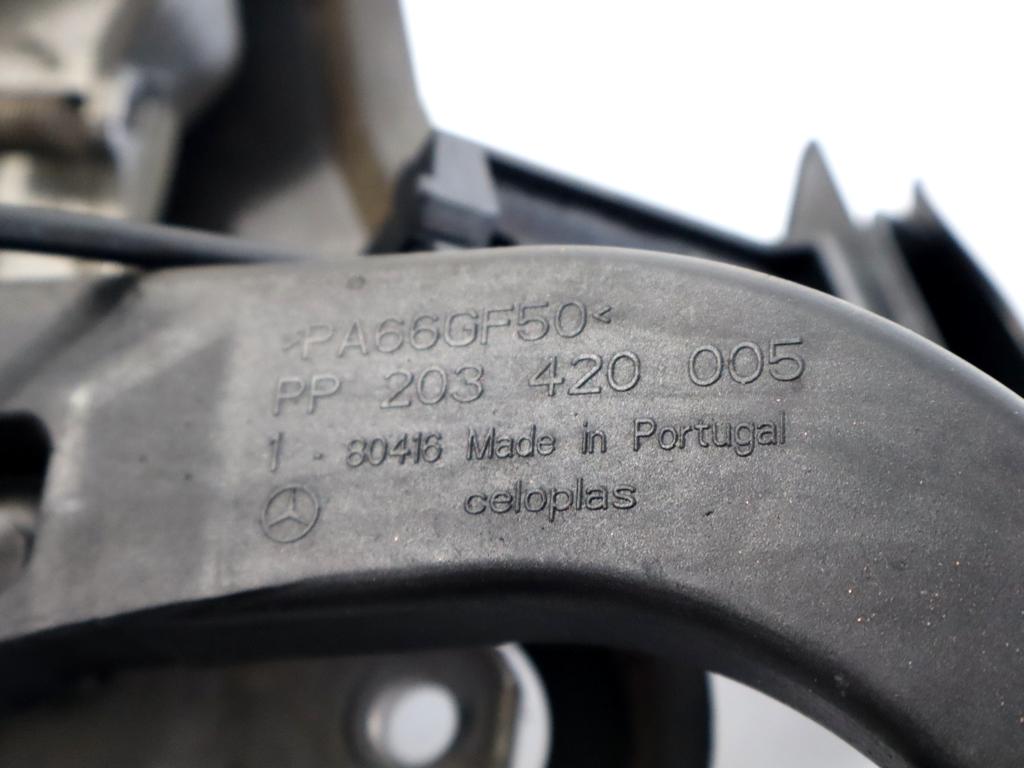 >PA66GF50<
PP 203 420 005
1 - 80416 Made in Portugal
celoplas